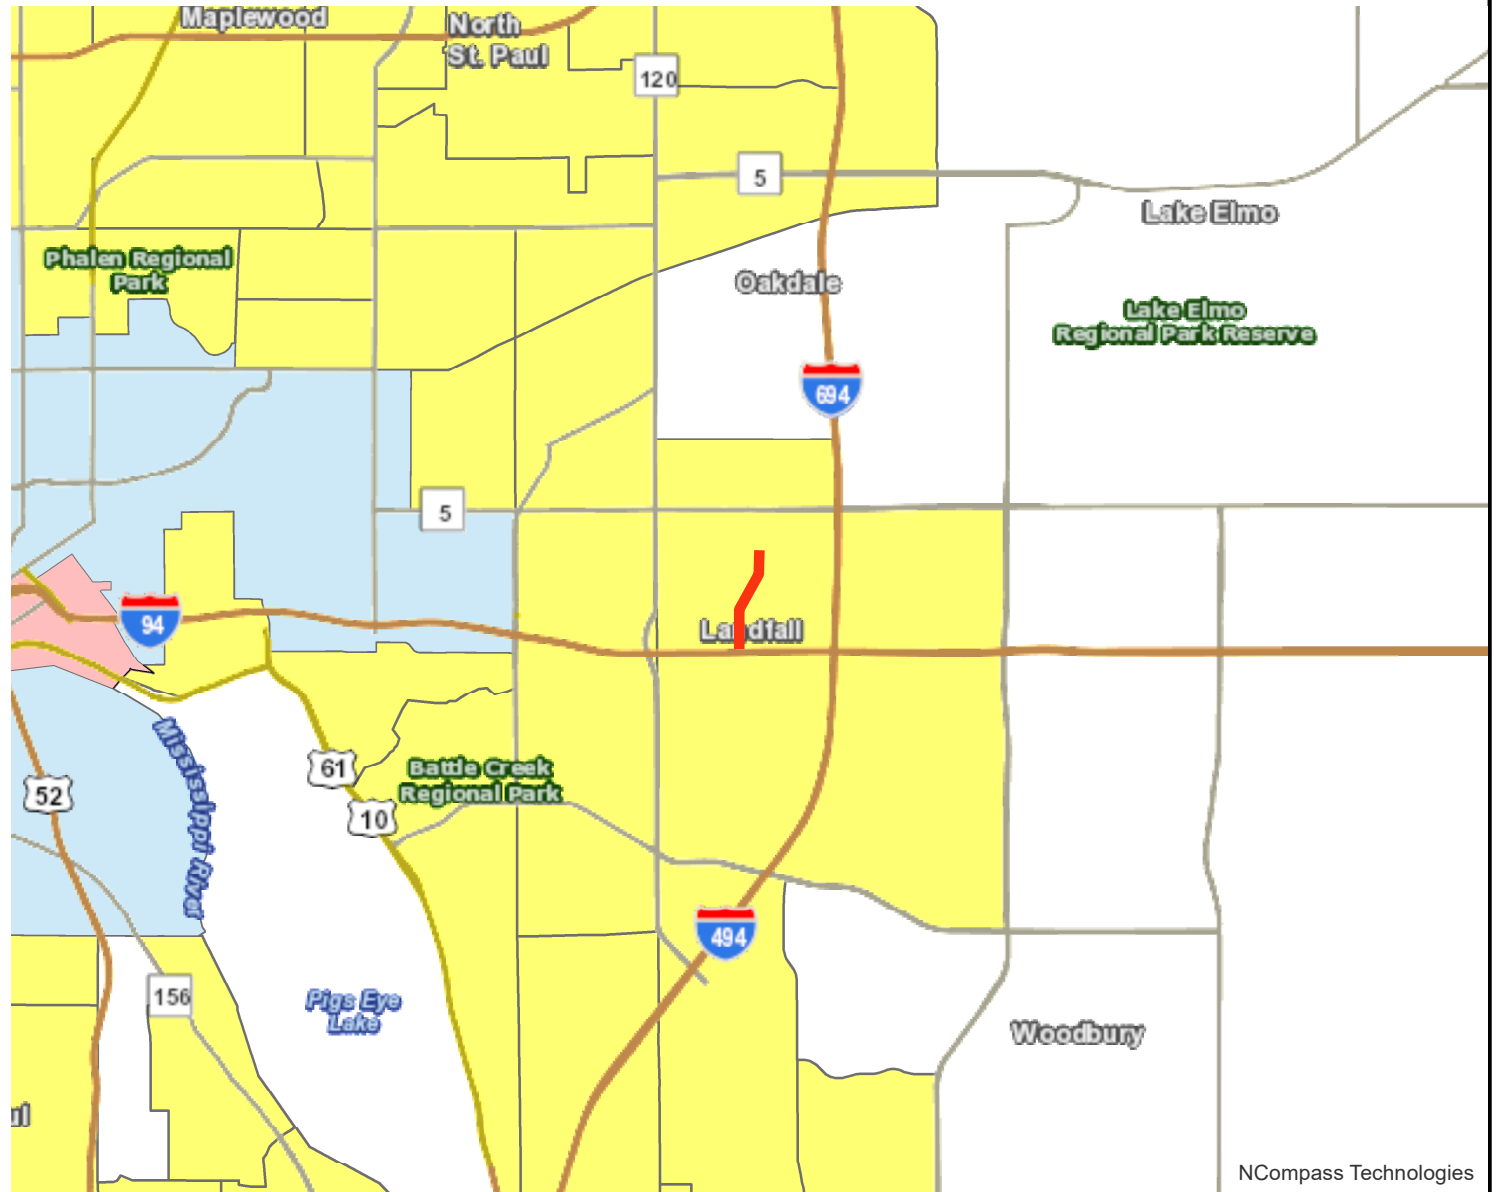 Maplewood
North
St. Paul
120
5
Lake Elmo
Phalen Regional
Park
Oakdale
Lake Elmo
Regional Park Reserve
694
5
94
Landfall
61
Battle Creek
Regional Park
52
10
Mississippi River
494
156
Pigs Eye
Lake
Woodbury
ul
NCompass Technologies